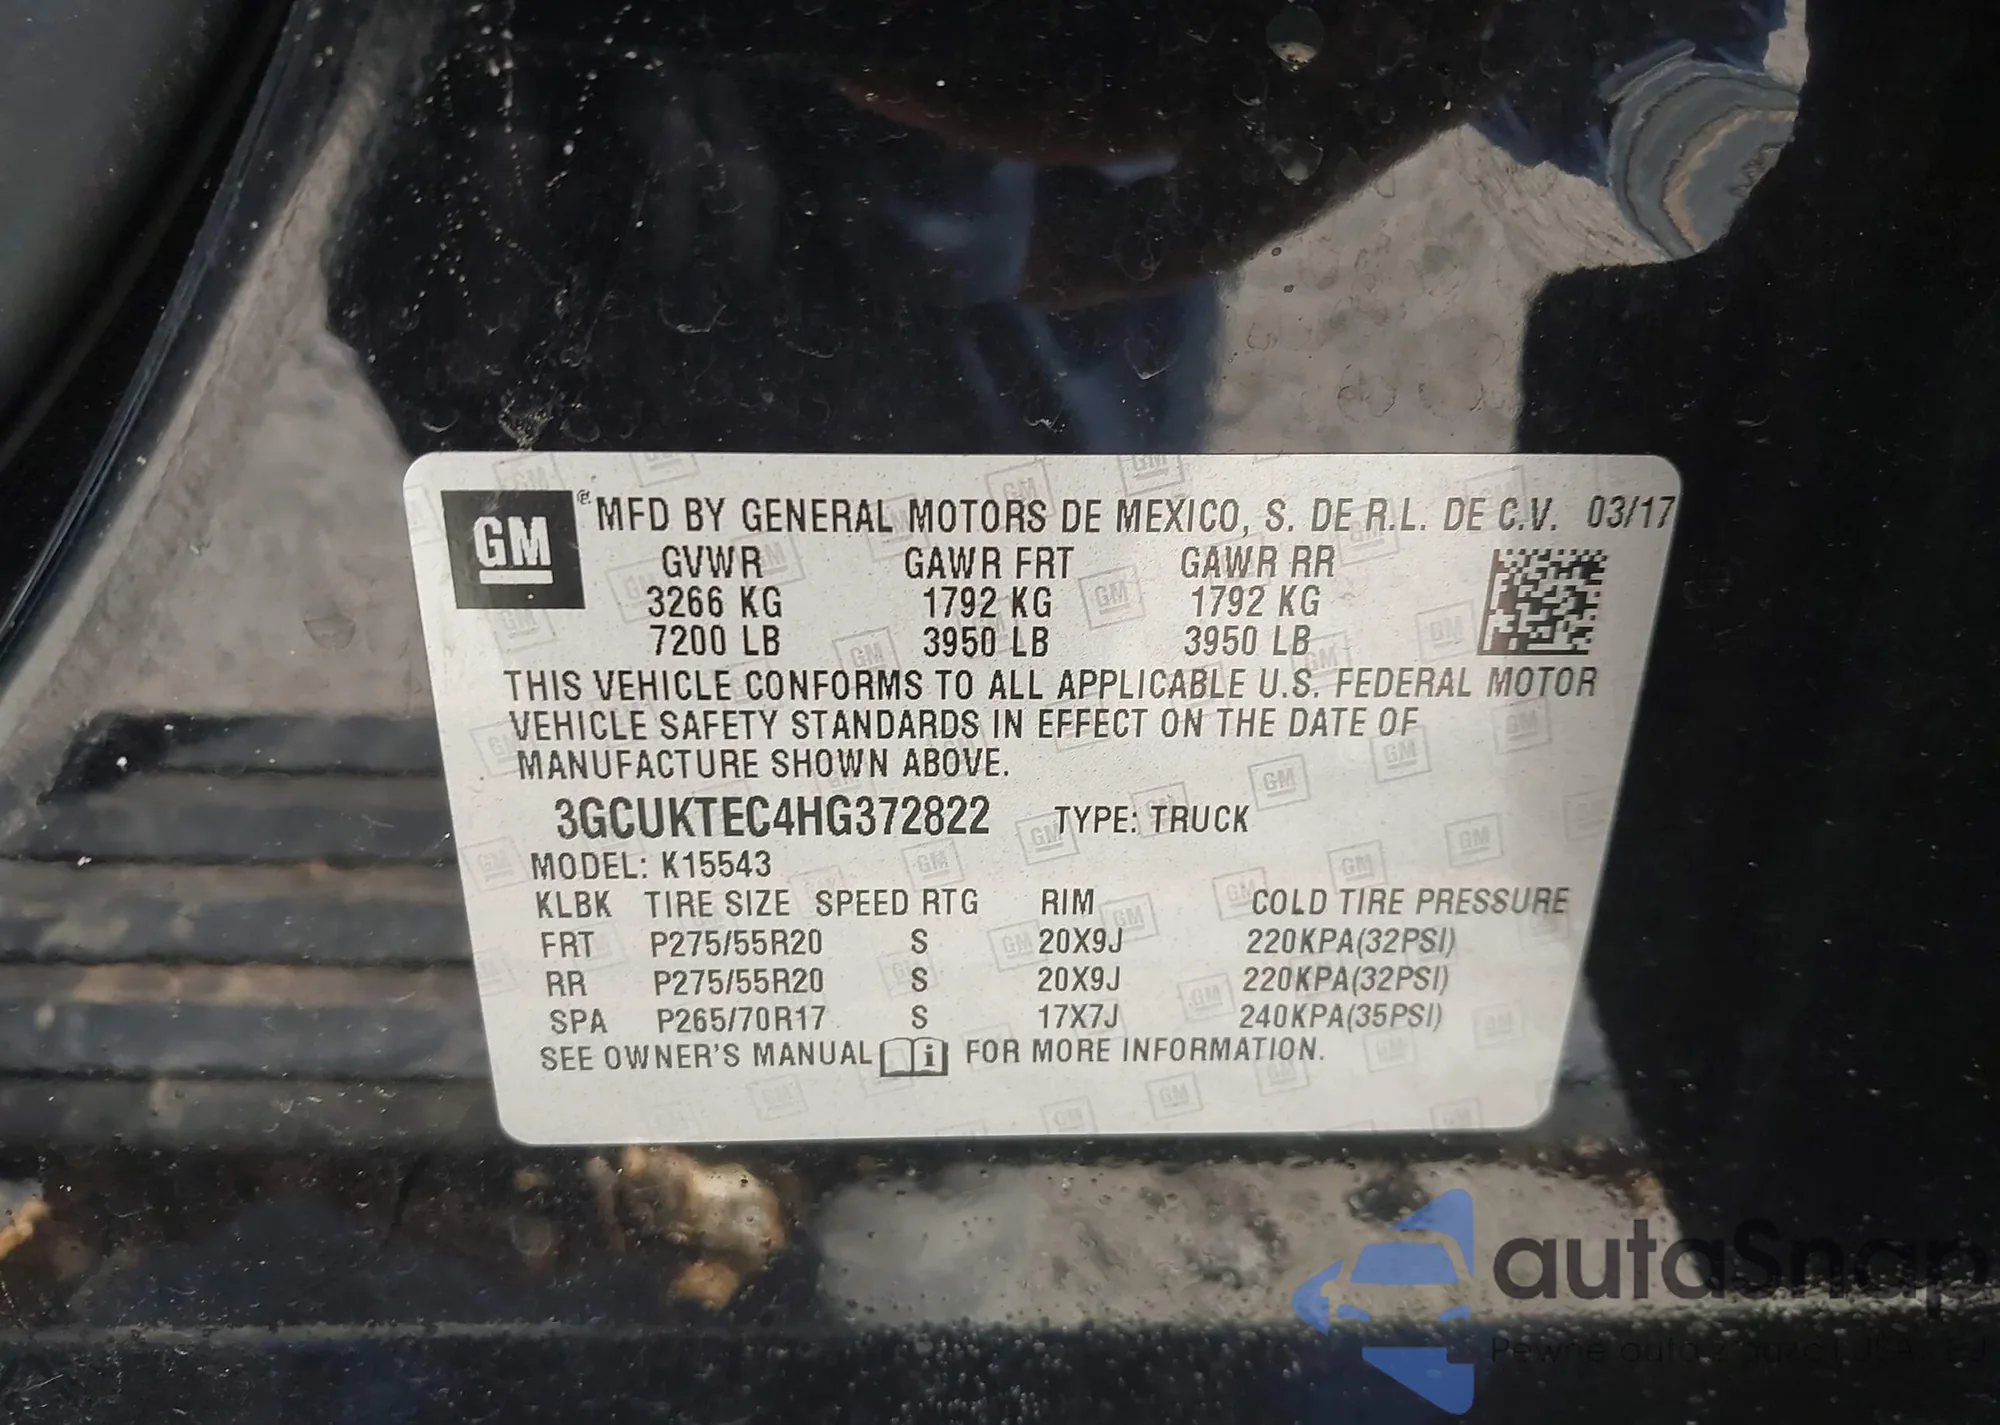 GM ® MFD BY GENERAL MOTORS DE MEXICO, S. DE R.L. DE C.V. 03/17
GVWR GAWR FRT GAWR RR
3266 KG 1792 KG 1792 KG
7200 LB 3950 LB 3950 LB
THIS VEHICLE CONFORMS TO ALL APPLICABLE U.S. FEDERAL MOTOR
VEHICLE SAFETY STANDARDS IN EFFECT ON THE DATE OF
MANUFACTURE SHOWN ABOVE.
3GCUKTEC4HG372822 TYPE: TRUCK
MODEL: K15543
KLBK TIRE SIZE SPEED RTG RIM COLD TIRE PRESSURE
FRT P275/55R20 S 20X9J 220KPA(32PSI)
RR P275/55R20 S 20X9J 220KPA(32PSI)
SPA P265/70R17 S 17X7J 240KPA(35PSI)
SEE OWNER'S MANUAL i FOR MORE INFORMATION.
autaSnap
Pewne auta z aukcji USA